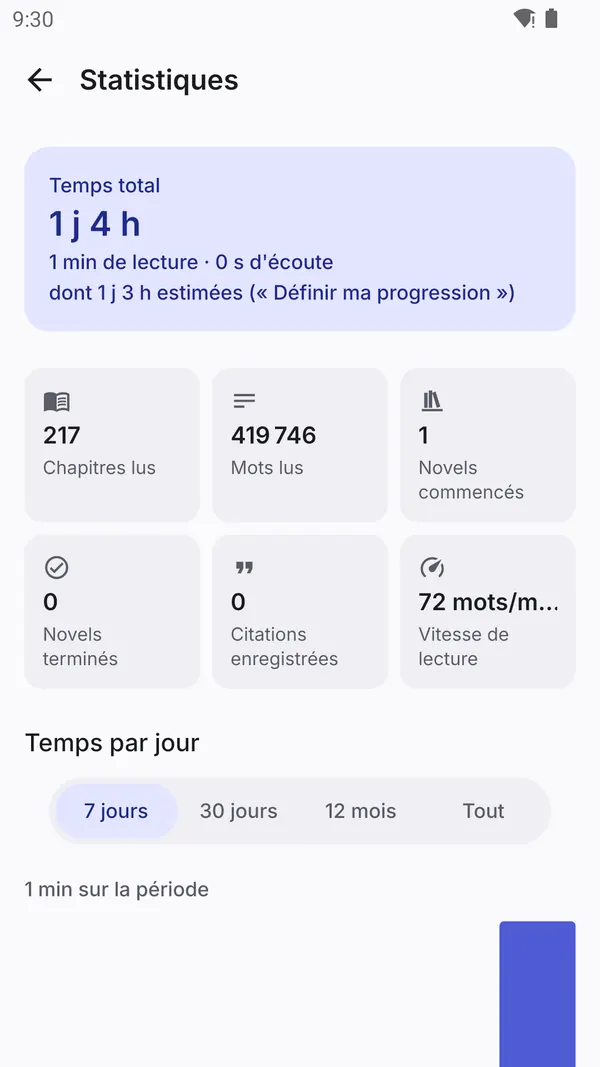 9:30
Statistiques
Temps total
1 j 4 h
1 min de lecture · 0 s d'écoute
dont 1 j 3 h estimées (« Définir ma progression »)
217
Chapitres lus
419 746
Mots lus
1
Novels
commencés
0
Novels
terminés
0
Citations
enregistrées
72 mots/m...
Vitesse de
lecture
Temps par jour
7 jours
30 jours
12 mois
Tout
1 min sur la période